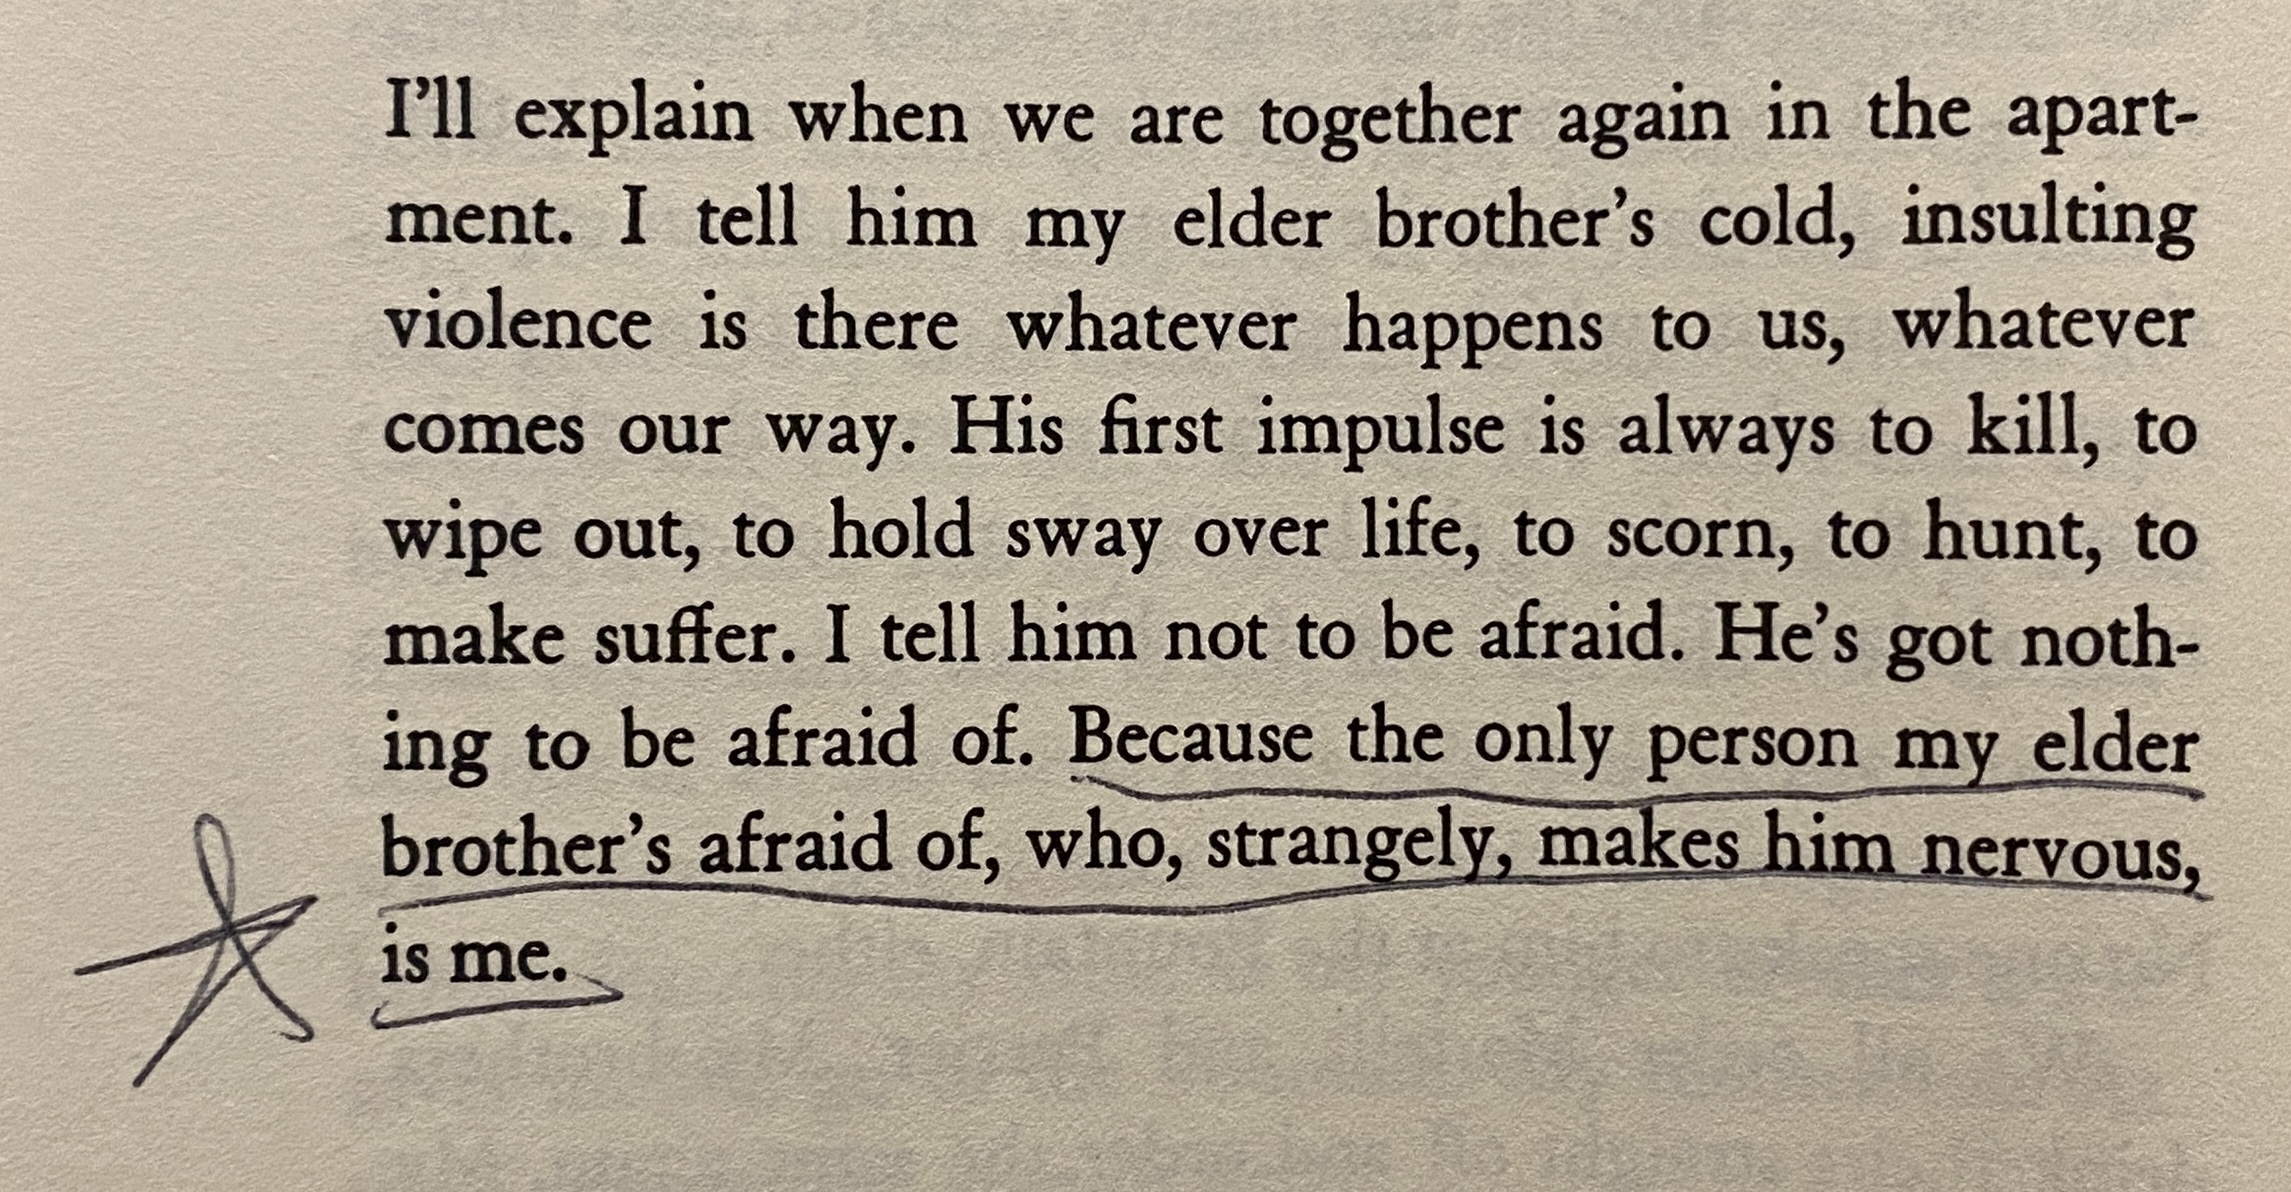 I’ll explain when we are together again in the apart-
ment. I tell him my elder brother’s cold, insulting
violence is there whatever happens to us, whatever
comes our way. His first impulse is always to kill, to
wipe out, to hold sway over life, to scorn, to hunt, to
make suffer. I tell him not to be afraid. He’s got noth-
ing to be afraid of. Because the only person my elder
brother’s afraid of, who, strangely, makes him nervous,
is me.